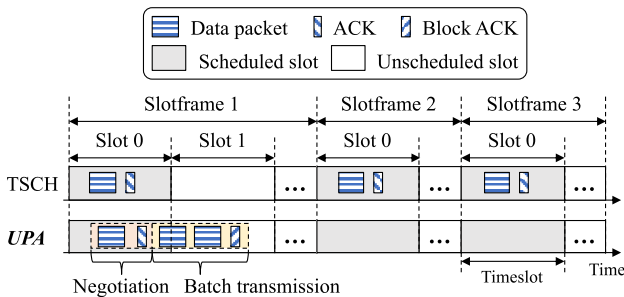 Data packet ACK Block ACK
Scheduled slot Unscheduled slot
Slotframe 1 Slotframe 2 Slotframe 3
Slot 0 Slot 1 Slot 0 Slot 0
TSCH ... ... ...
UPA ... ... ...
Negotiation Batch transmission Timeslot Time